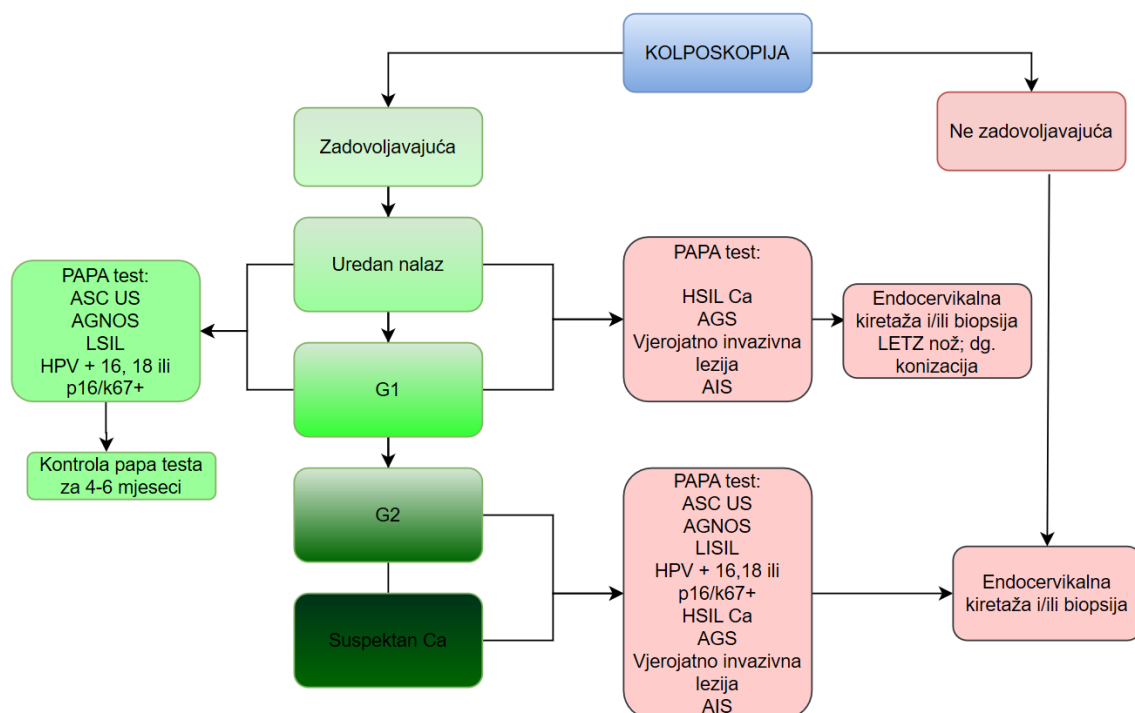 KOLPOSKOPIJA
Zadovoljavajuća
Ne zadovoljavajuća
Uredan nalaz
PAPA test:
ASC US
AGNOS
LSIL
HPV + 16, 18 ili
p16/k67+
PAPA test:
HSIL Ca
AGS
Vjerojatno invazivna
lezija
AIS
Endocervikalna
kiretaža i/ili biopsija
LETZ nož; dg.
konizacija
G1
Kontrola papa testa
za 4-6 mjeseci
G2
PAPA test:
ASC US
AGNOS
LISIL
HPV + 16,18 ili
p16/k67+
HSIL Ca
AGS
Vjerojatno invazivna
lezija
AIS
Endocervikalna
kiretaža i/ili biopsija
Suspektan Ca